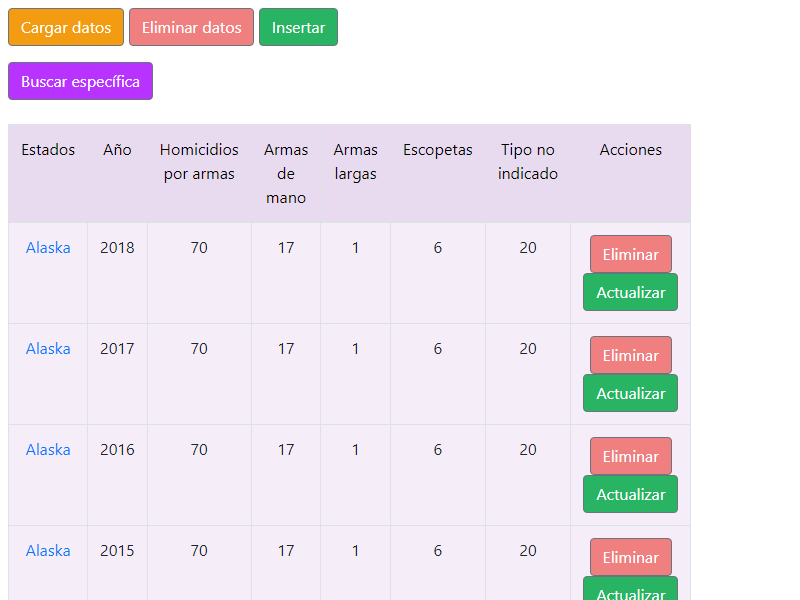 Cargar datos Eliminar datos Insertar
Buscar específica
Estados Año Homicidios por armas Armas de mano Armas largas Escopetas Tipo no indicado Acciones
Alaska 2018 70 17 1 6 20 Eliminar
Actualizar
Alaska 2017 70 17 1 6 20 Eliminar
Actualizar
Alaska 2016 70 17 1 6 20 Eliminar
Actualizar
Alaska 2015 70 17 1 6 20 Eliminar
Actualizar